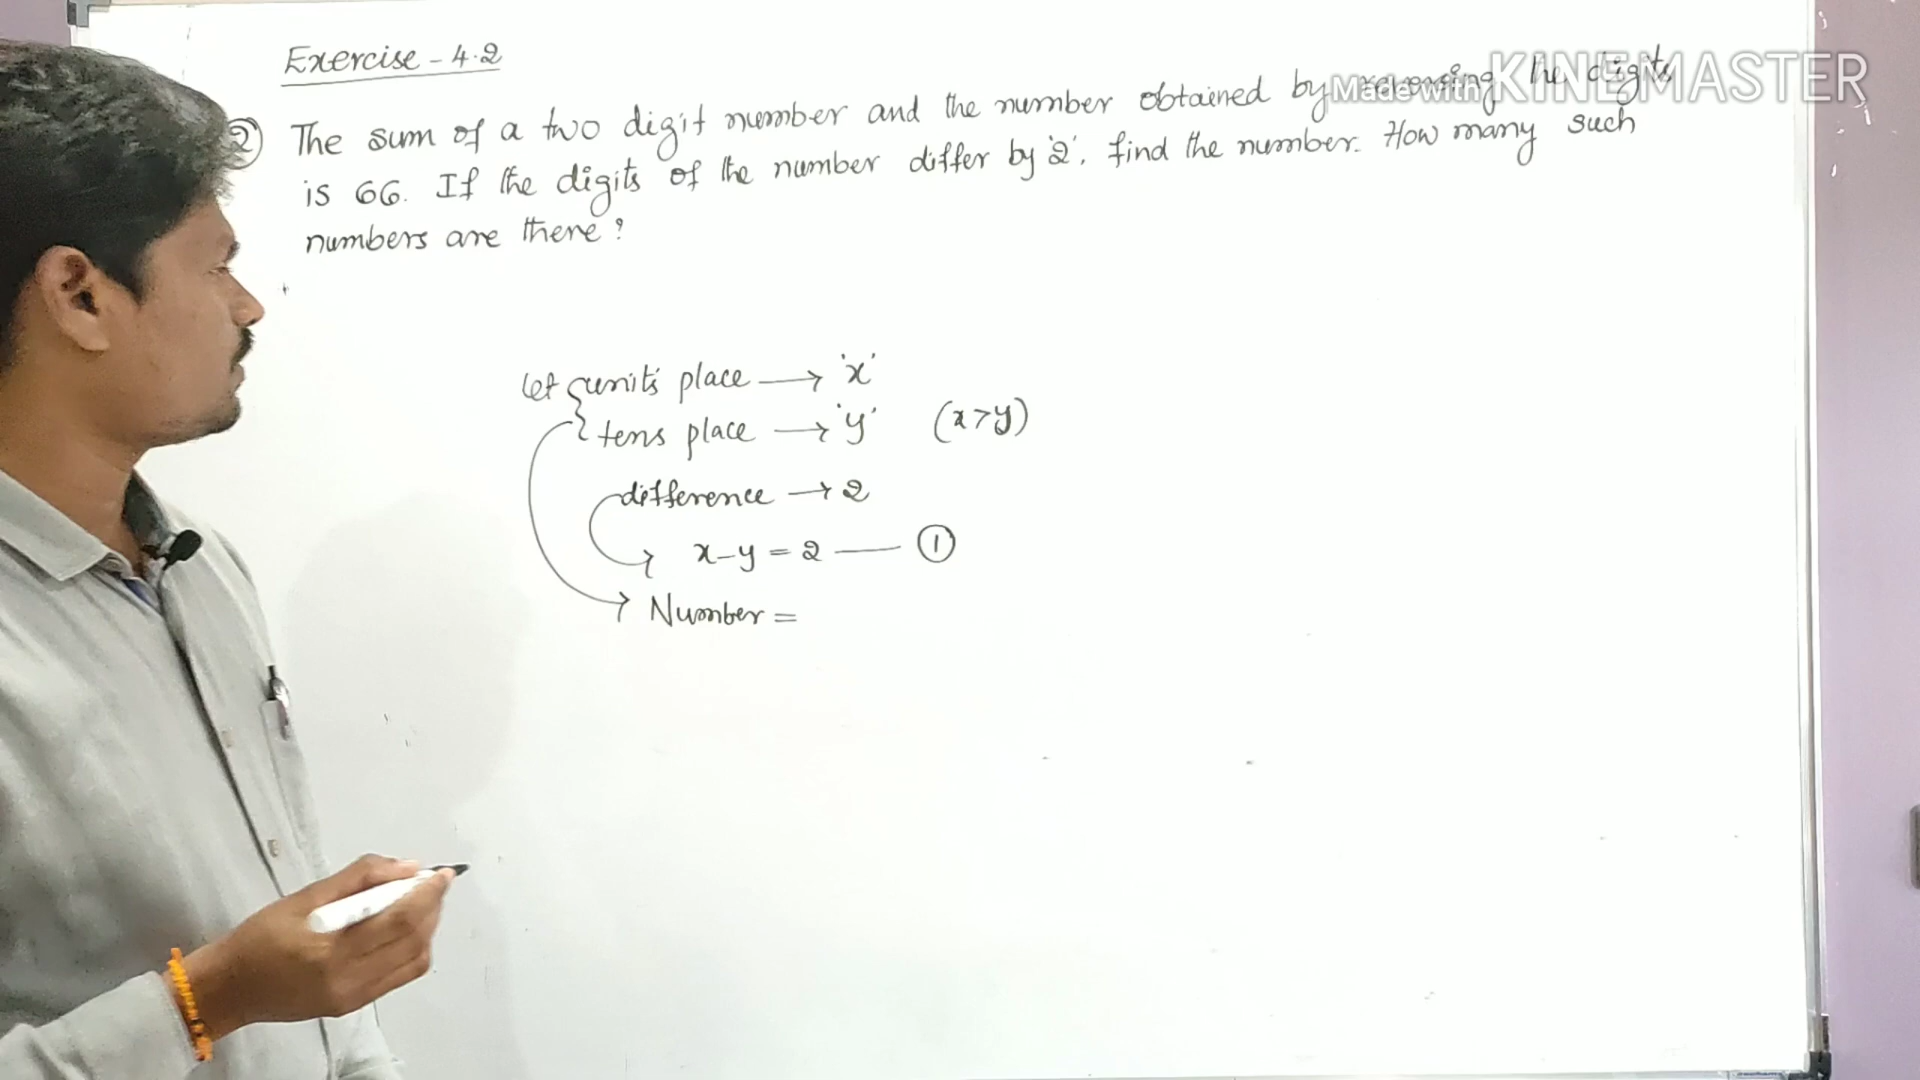 Exercise - 4.2
Made with KINEMASTER
② The sum of a two digit number and the number obtained by reversing the digits
is 66. If the digits of the number differ by '2', find the number. How many such
numbers are there?
let { units place → 'x'
tens place → 'y' (x>y)
difference → 2
x-y = 2 — ①
Number =